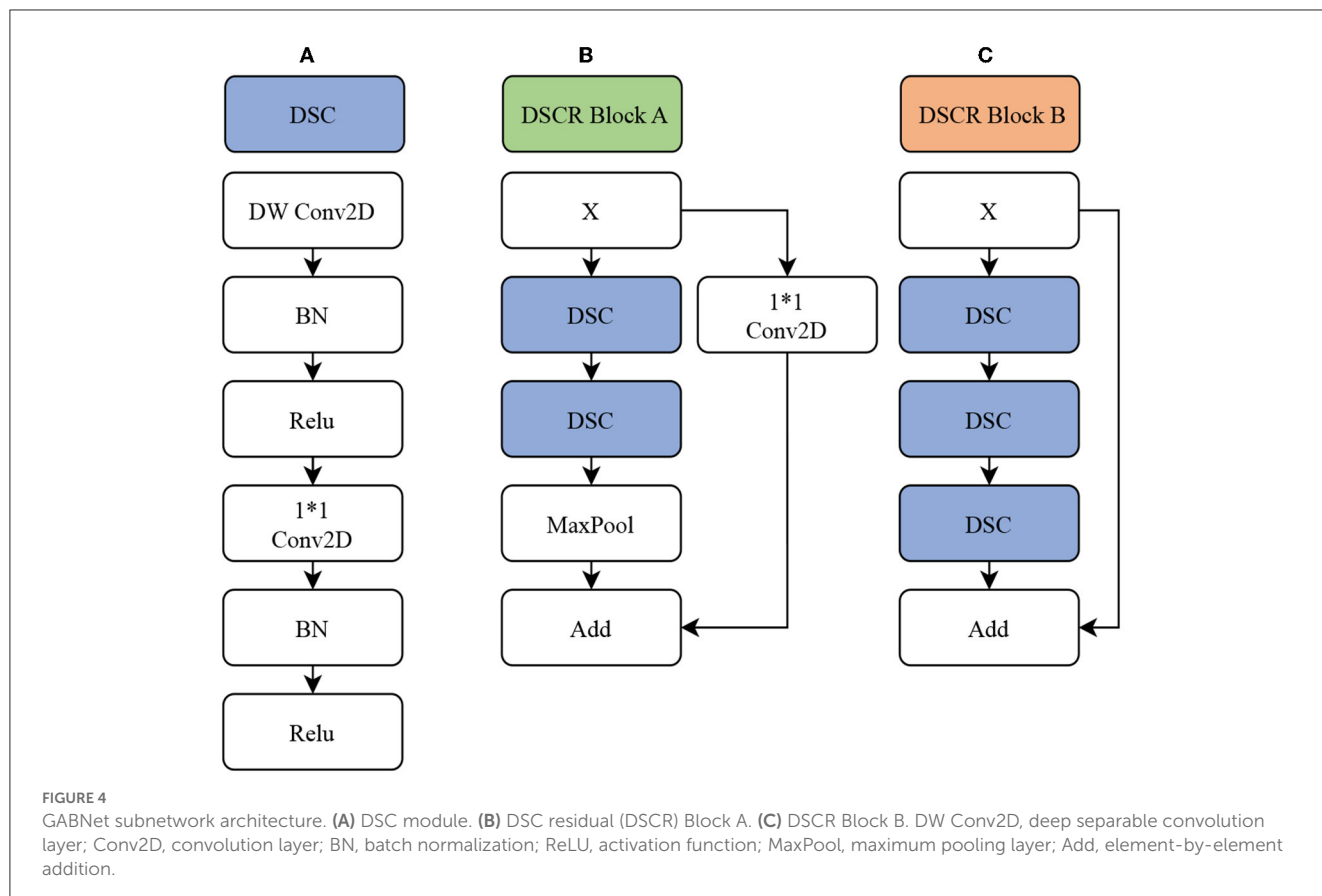 A
DSC
DW Conv2D
BN
Relu
1*1
Conv2D
BN
Relu
B
DSCR Block A
X
1*1
Conv2D
DSC
DSC
MaxPool
Add
C
DSCR Block B
X
DSC
DSC
DSC
Add
FIGURE 4
GABNet subnetwork architecture. (A) DSC module. (B) DSC residual (DSCR) Block A. (C) DSCR Block B. DW Conv2D, deep separable convolution
layer; Conv2D, convolution layer; BN, batch normalization; ReLU, activation function; MaxPool, maximum pooling layer; Add, element-by-element
addition.